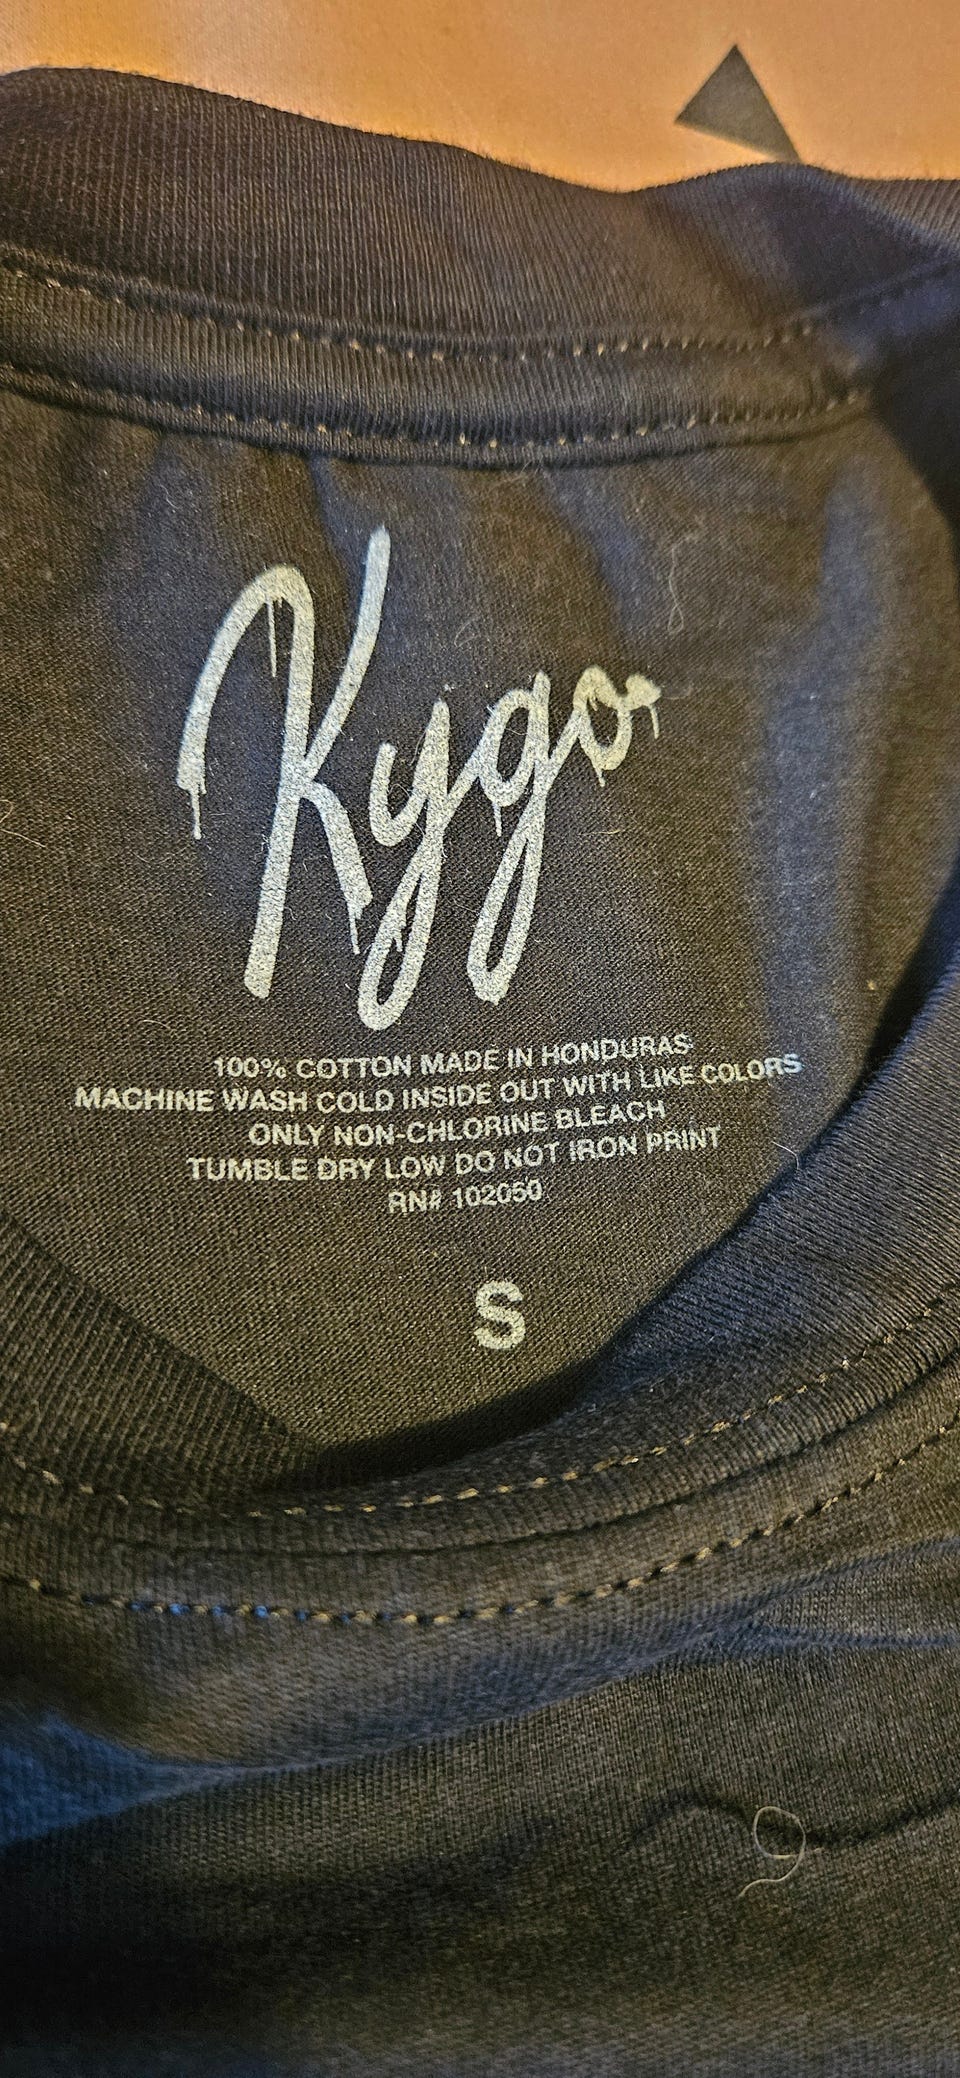 Kygo
100% COTTON MADE IN HONDURAS
MACHINE WASH COLD INSIDE OUT WITH LIKE COLORS
ONLY NON-CHLORINE BLEACH
TUMBLE DRY LOW DO NOT IRON PRINT
RN# 102050
S